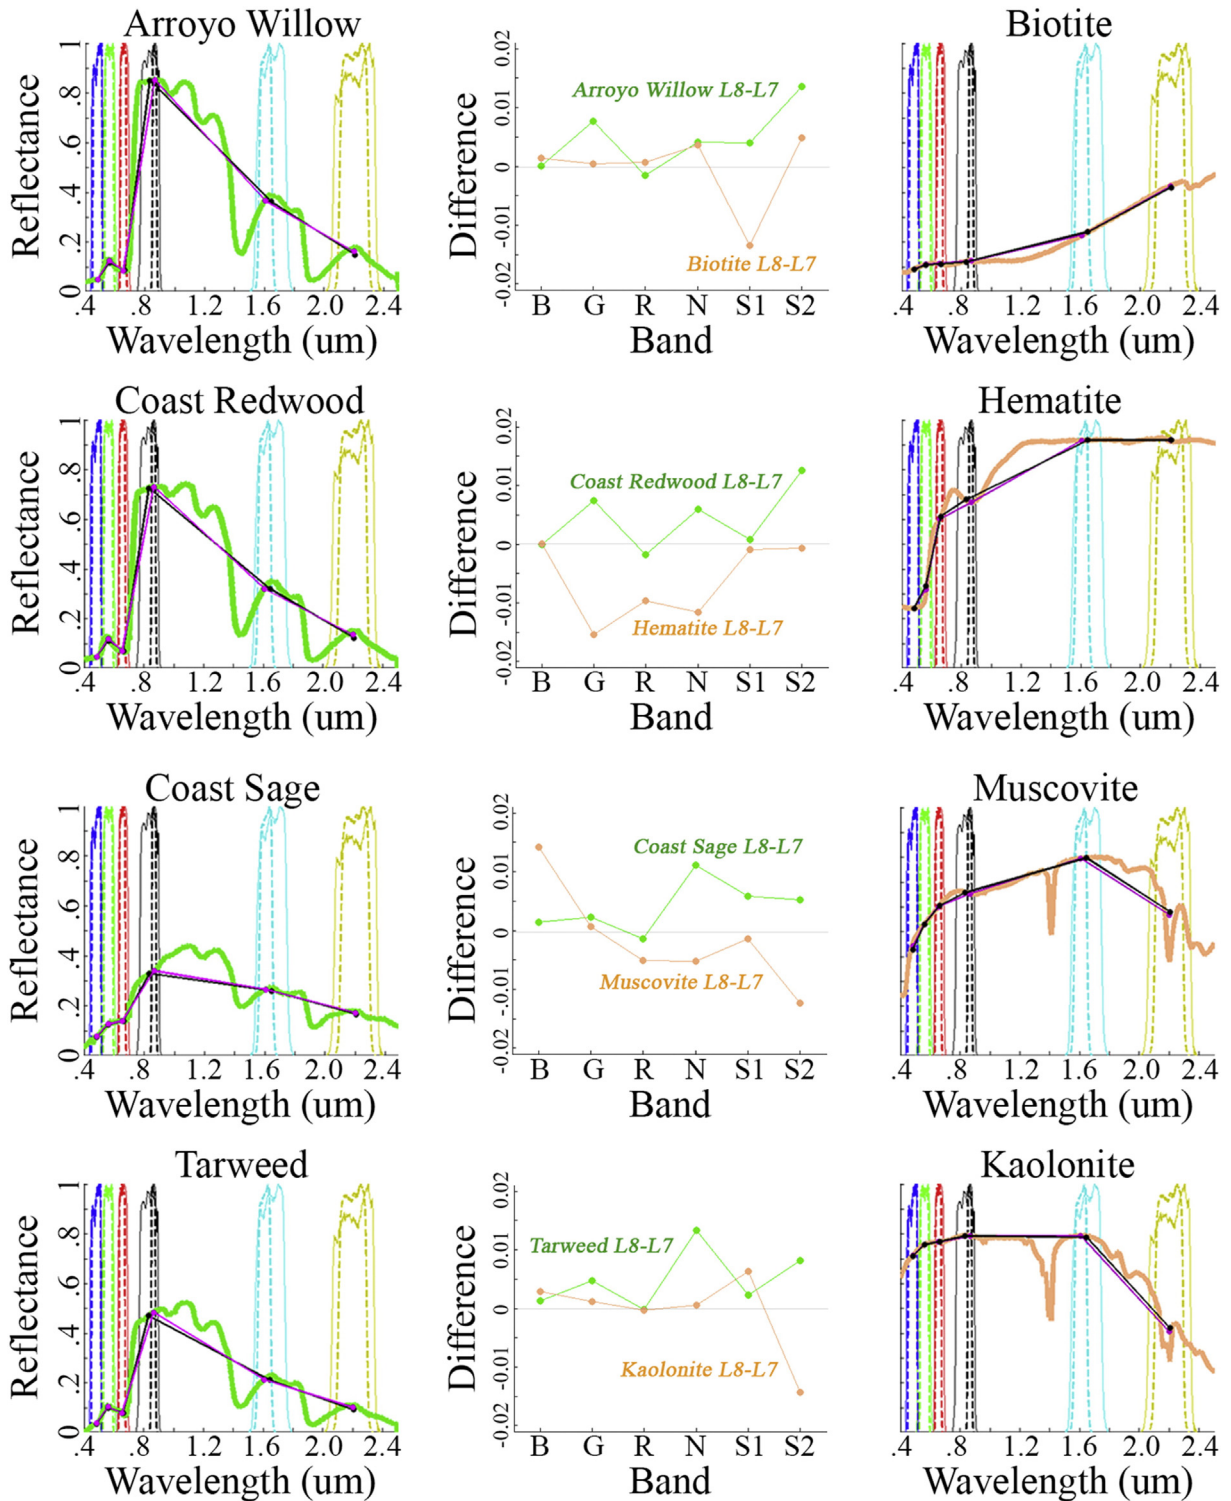 Arroyo Willow
Biotite
Reflectance
1
.8
.6
.4
.2
0
.4 .8 1.2 1.6 2.0 2.4
Wavelength (um)
Difference
0.02
0.01
0
-0.01
-0.02
Arroyo Willow L8-L7
Biotite L8-L7
B G R N S1 S2
Band
.4 .8 1.2 1.6 2.0 2.4
Wavelength (um)
Coast Redwood
Hematite
Reflectance
1
.8
.6
.4
.2
0
.4 .8 1.2 1.6 2.0 2.4
Wavelength (um)
Difference
0.02
0.01
0
-0.01
-0.02
Coast Redwood L8-L7
Hematite L8-L7
B G R N S1 S2
Band
.4 .8 1.2 1.6 2.0 2.4
Wavelength (um)
Coast Sage
Muscovite
Reflectance
1
.8
.6
.4
.2
0
.4 .8 1.2 1.6 2.0 2.4
Wavelength (um)
Difference
0.02
0.01
0
-0.01
-0.02
Coast Sage L8-L7
Muscovite L8-L7
B G R N S1 S2
Band
.4 .8 1.2 1.6 2.0 2.4
Wavelength (um)
Tarweed
Kaolonite
Reflectance
1
.8
.6
.4
.2
0
.4 .8 1.2 1.6 2.0 2.4
Wavelength (um)
Difference
0.02
0.01
0
-0.01
-0.02
Tarweed L8-L7
Kaolonite L8-L7
B G R N S1 S2
Band
.4 .8 1.2 1.6 2.0 2.4
Wavelength (um)